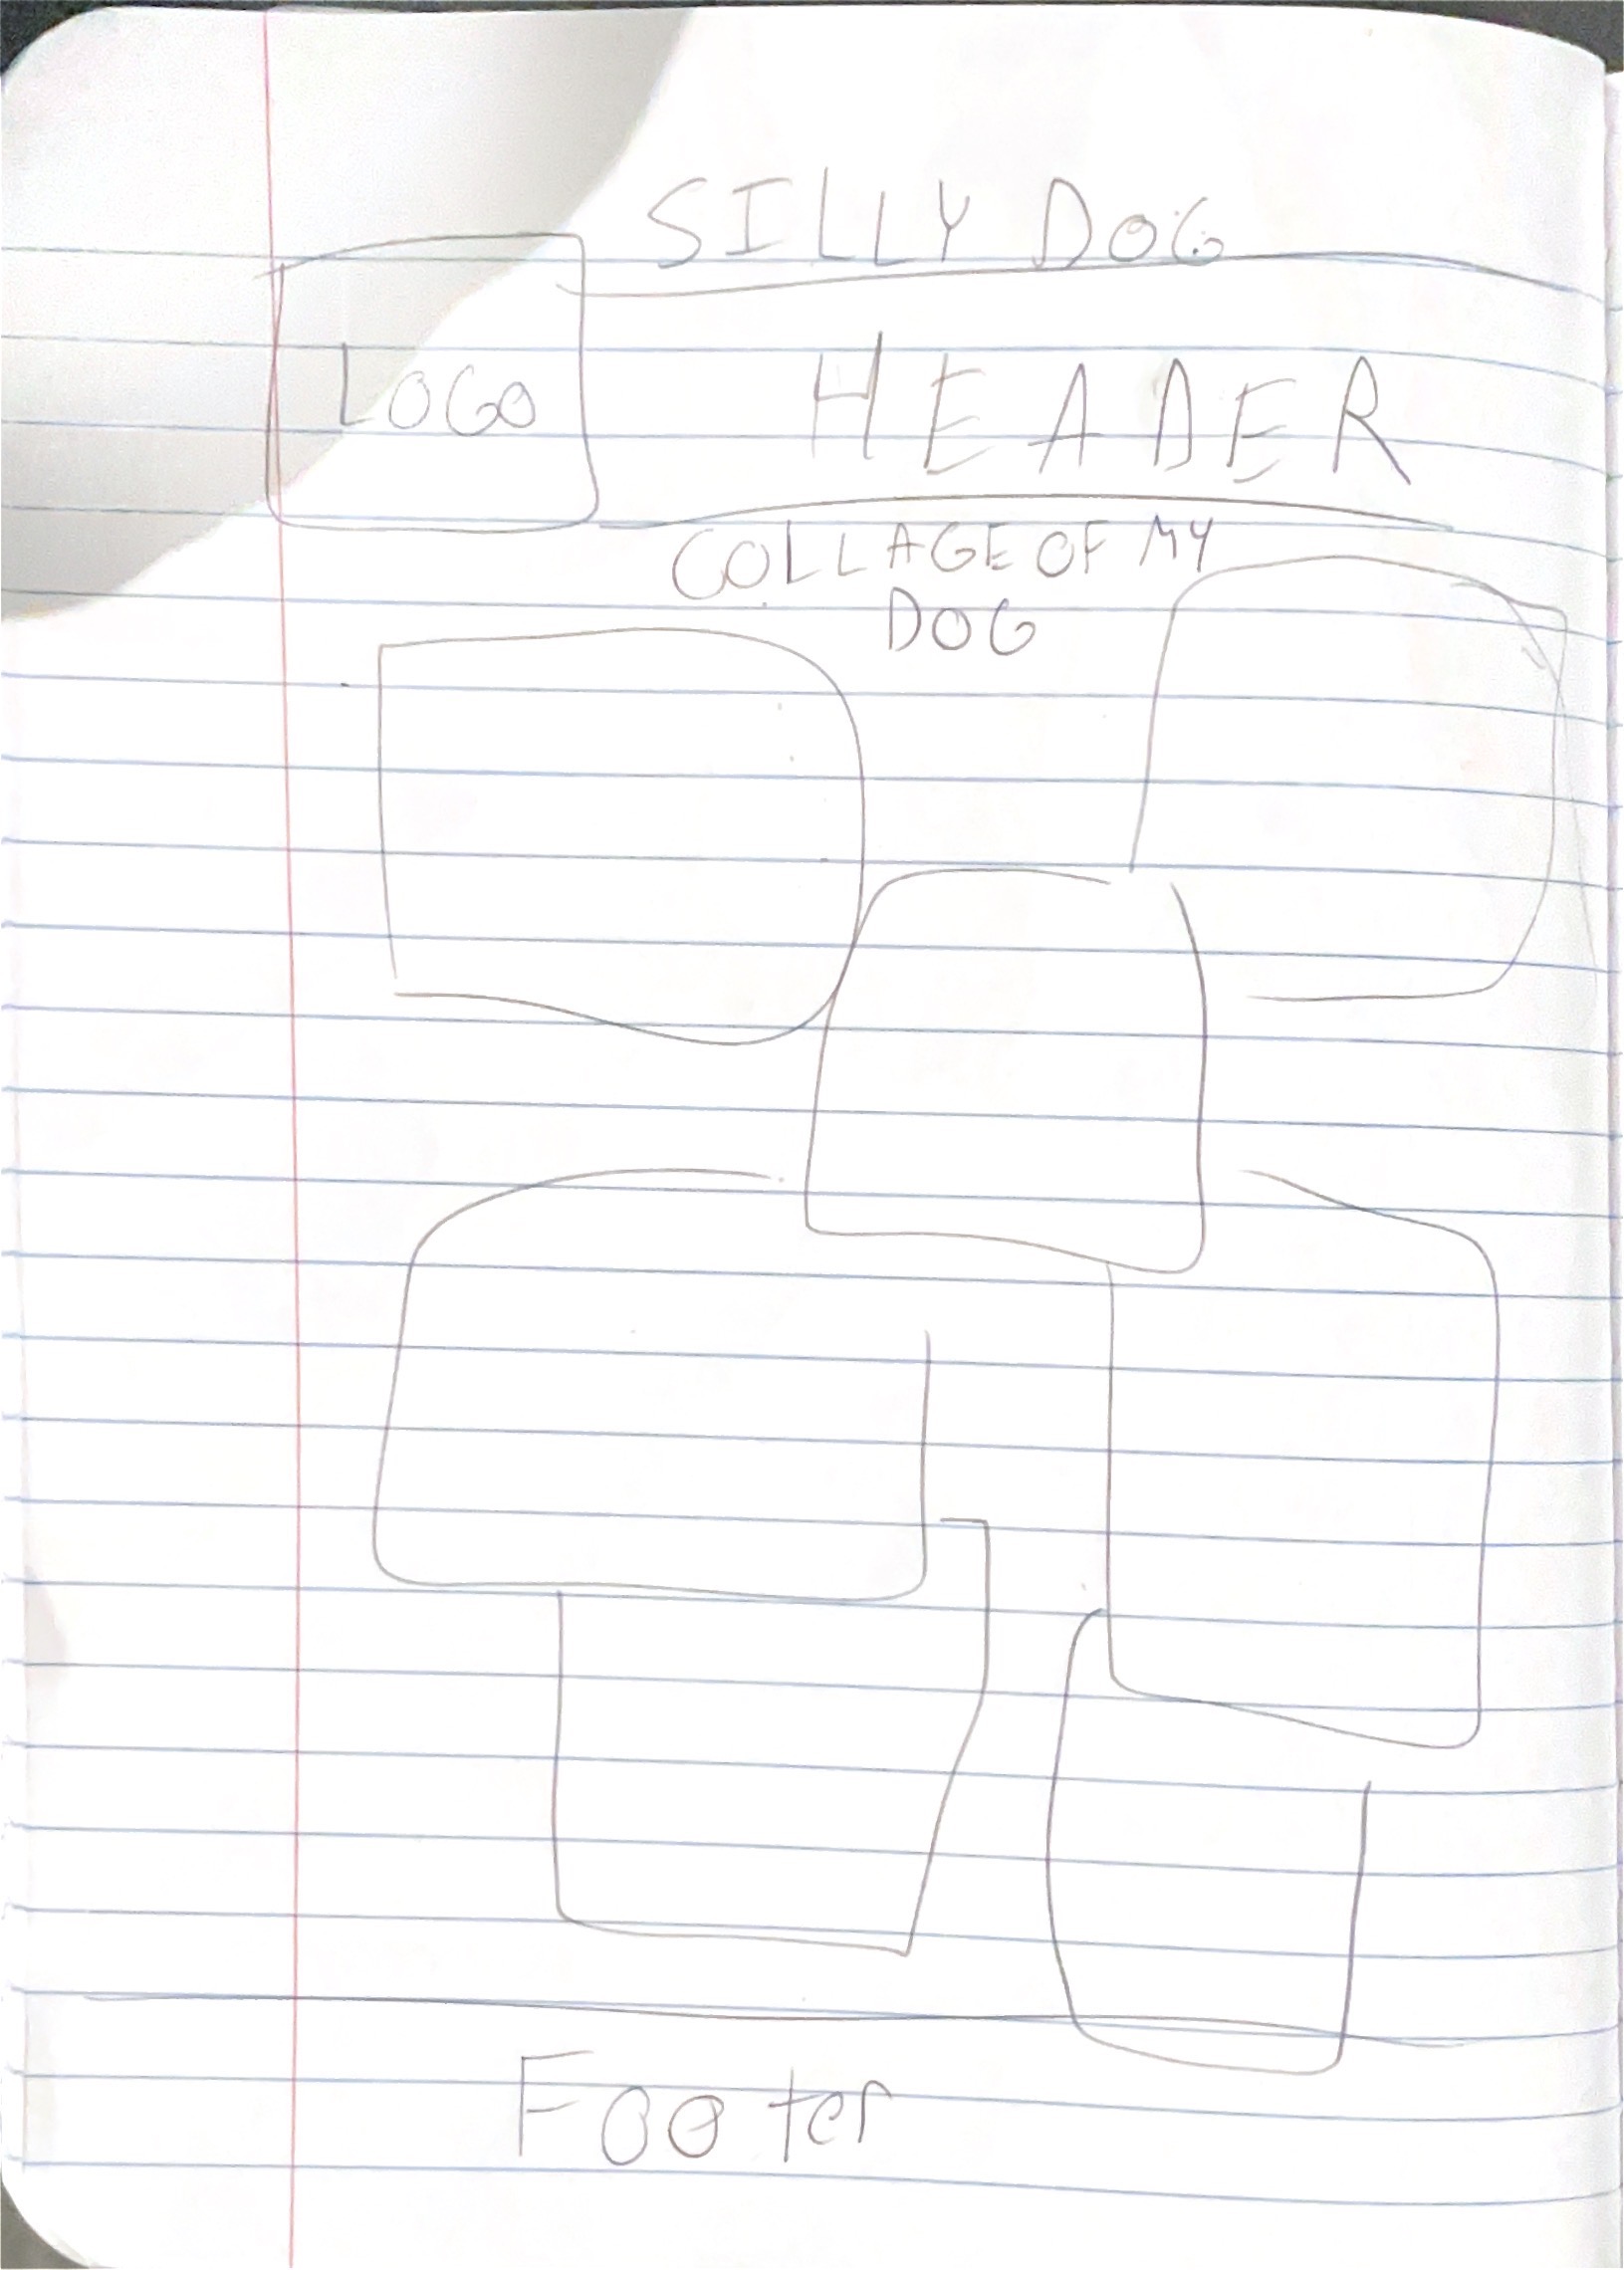 SILLY DOG
LOGO
HEADER
COLLAGE OF MY
DOG
Footer